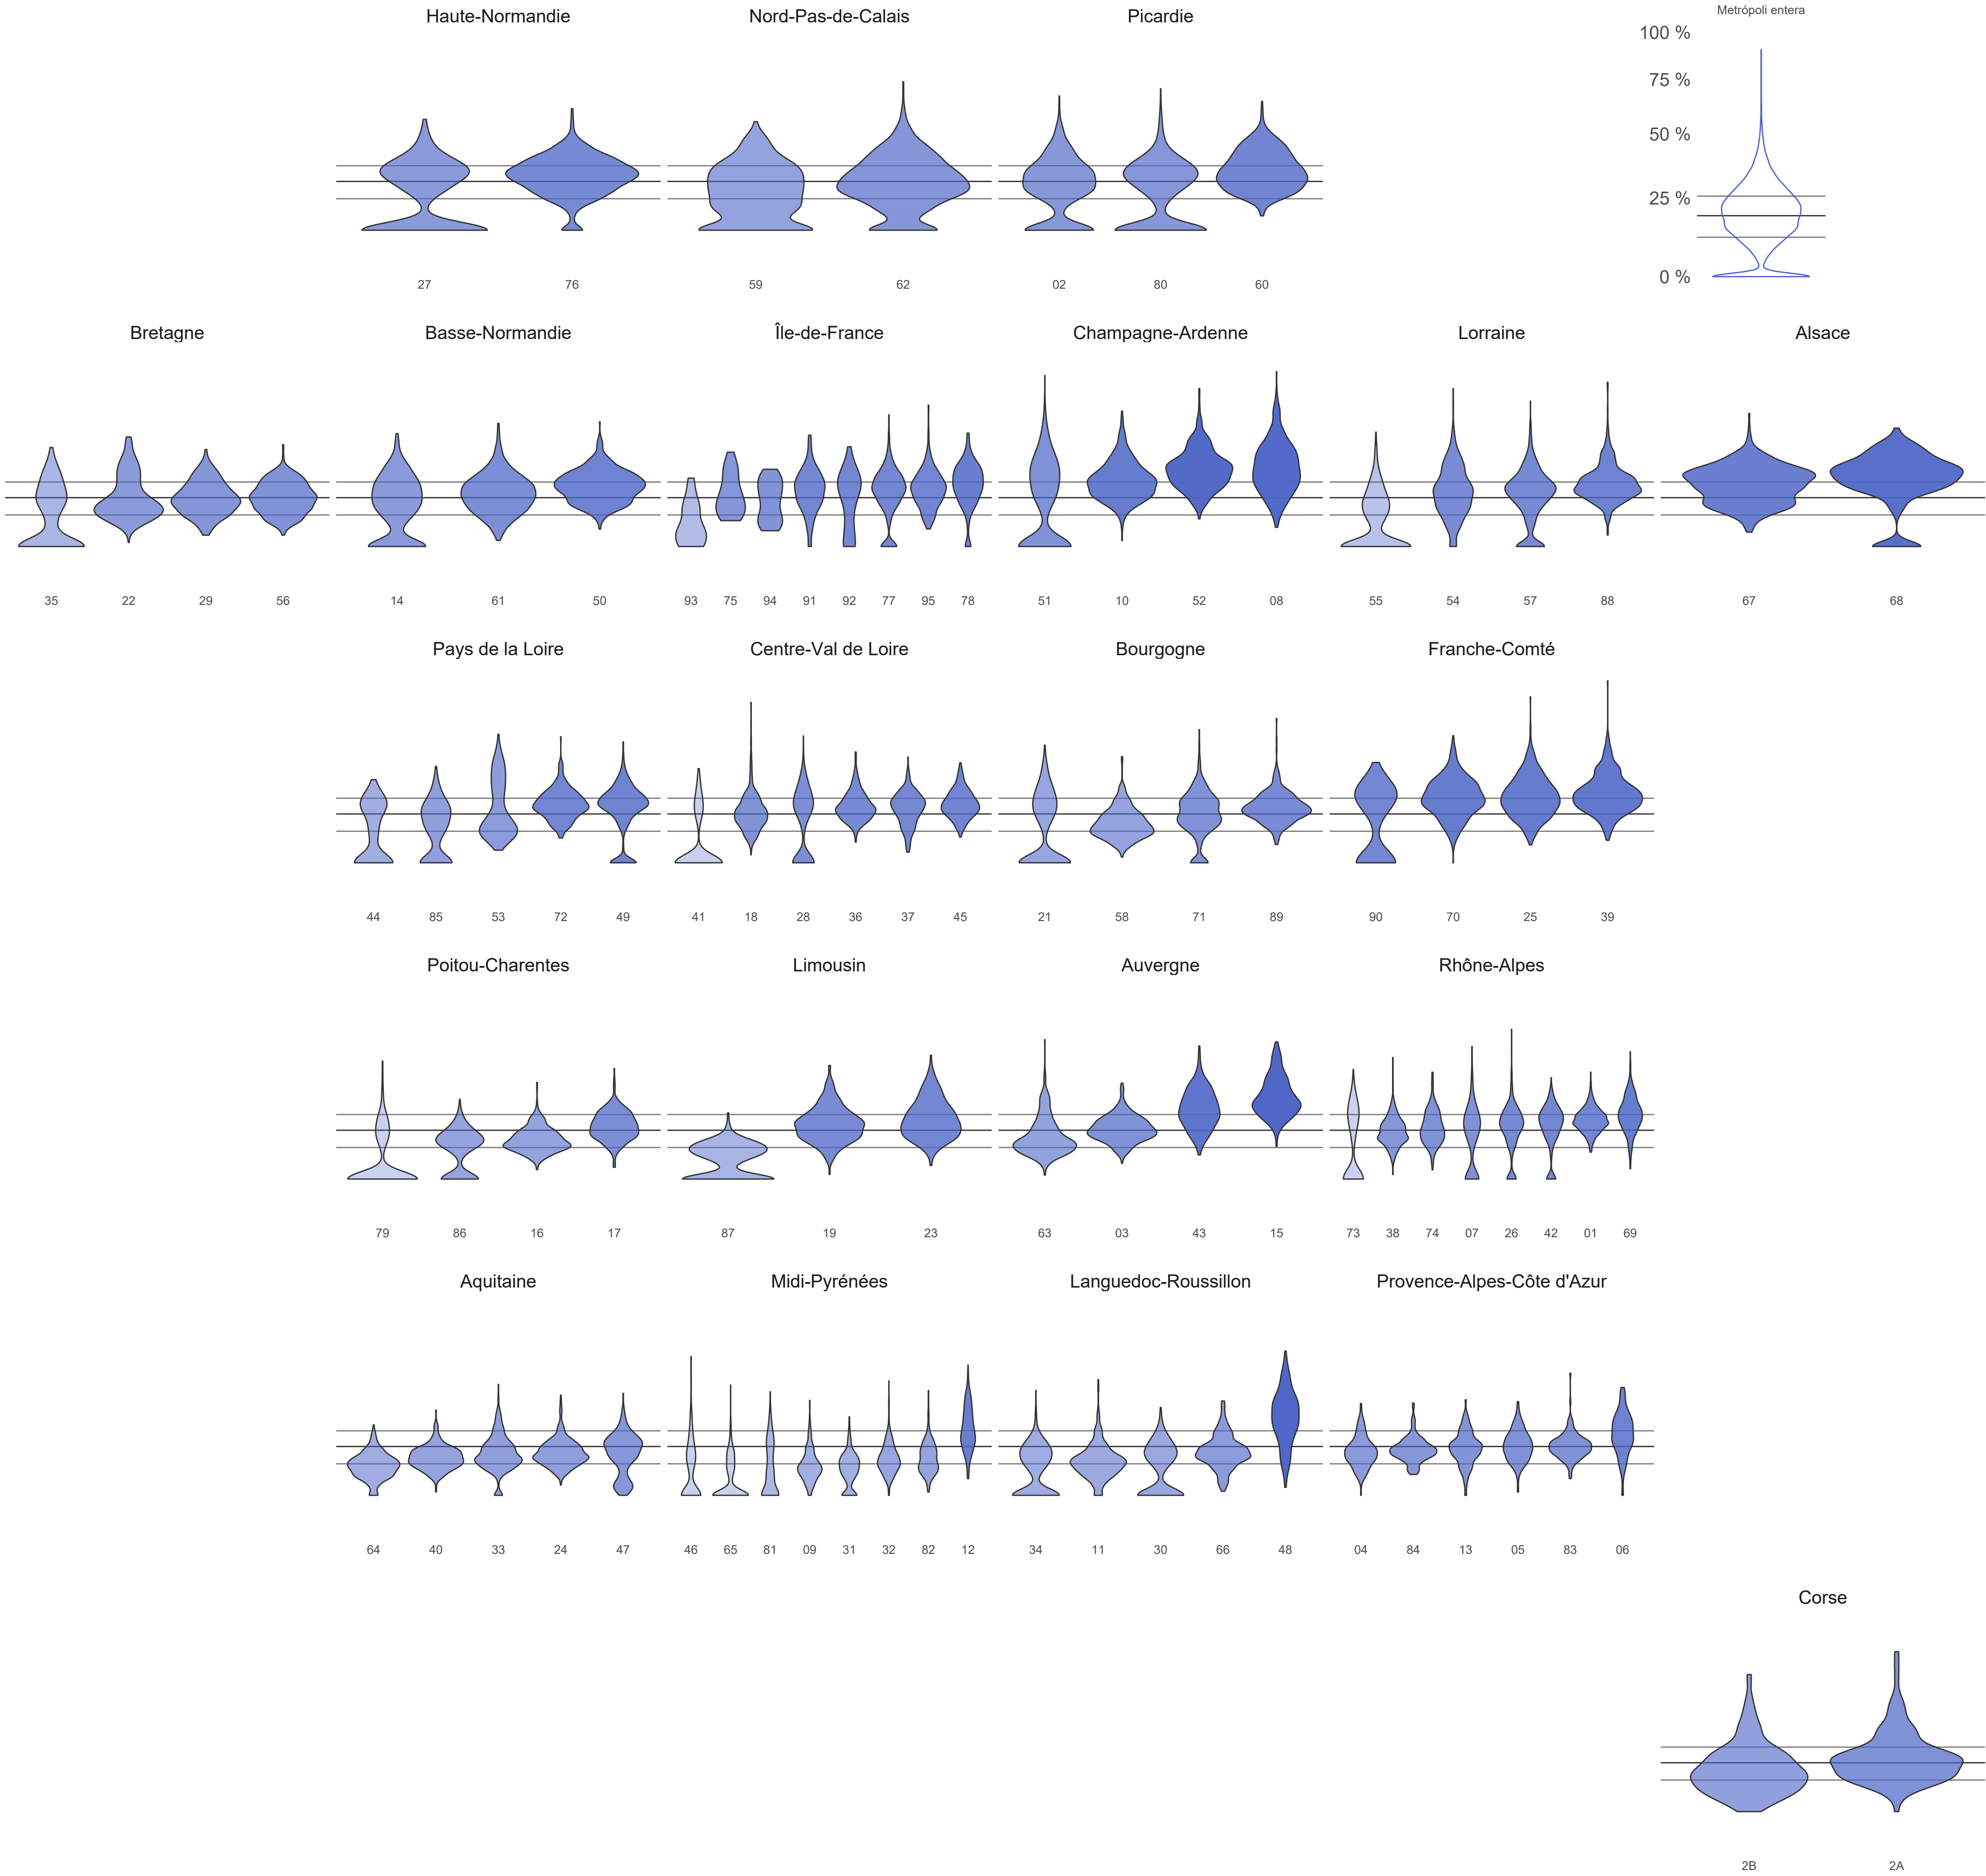 Haute-Normandie
Nord-Pas-de-Calais
Picardie
Metrópoli entera
100 %
75 %
50 %
25 %
0 %
27 76
59 62
02 80 60
Bretagne
Basse-Normandie
Île-de-France
Champagne-Ardenne
Lorraine
Alsace
35 22 29 56
14 61 50
93 75 94 91 92 77 95 78
51 10 52 08
55 54 57 88
67 68
Pays de la Loire
Centre-Val de Loire
Bourgogne
Franche-Comté
44 85 53 72 49
41 18 28 36 37 45
21 58 71 89
90 70 25 39
Poitou-Charentes
Limousin
Auvergne
Rhône-Alpes
79 86 16 17
87 19 23
63 03 43 15
73 38 74 07 26 42 01 69
Aquitaine
Midi-Pyrénées
Languedoc-Roussillon
Provence-Alpes-Côte d'Azur
64 40 33 24 47
46 65 81 09 31 32 82 12
34 11 30 66 48
04 84 13 05 83 06
Corse
2B 2A